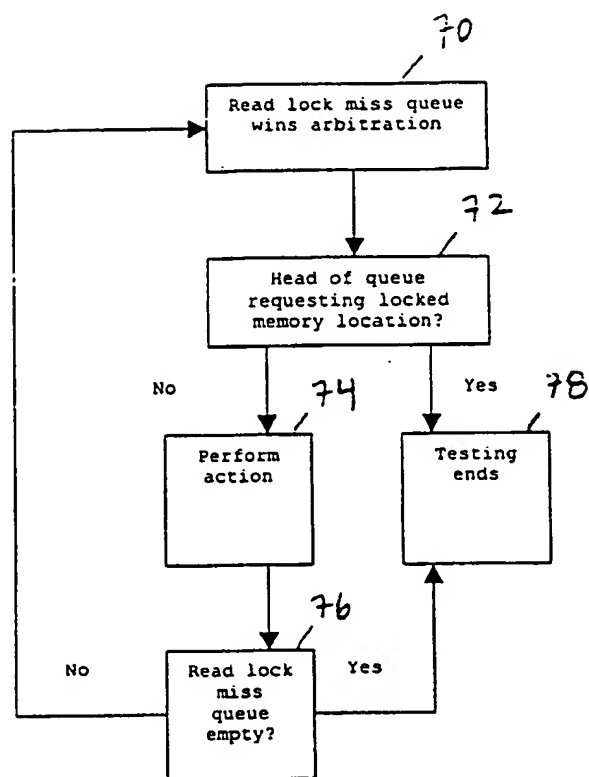 70
Read lock miss queue
wins arbitration
72
Head of queue
requesting locked
memory location?
No
74
Yes
78
Perform
action
Testing
ends
76
No
Read lock
miss
queue
empty?
Yes